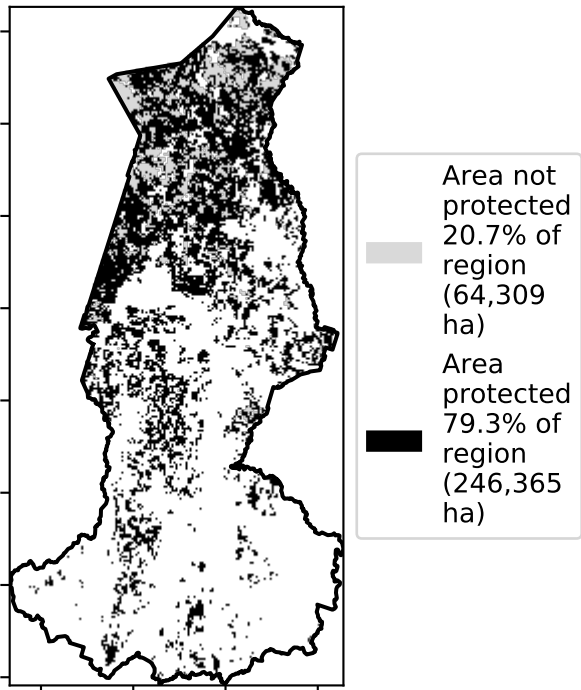 Area not
protected
20.7% of
region
(64,309
ha)
Area
protected
79.3% of
region
(246,365
ha)